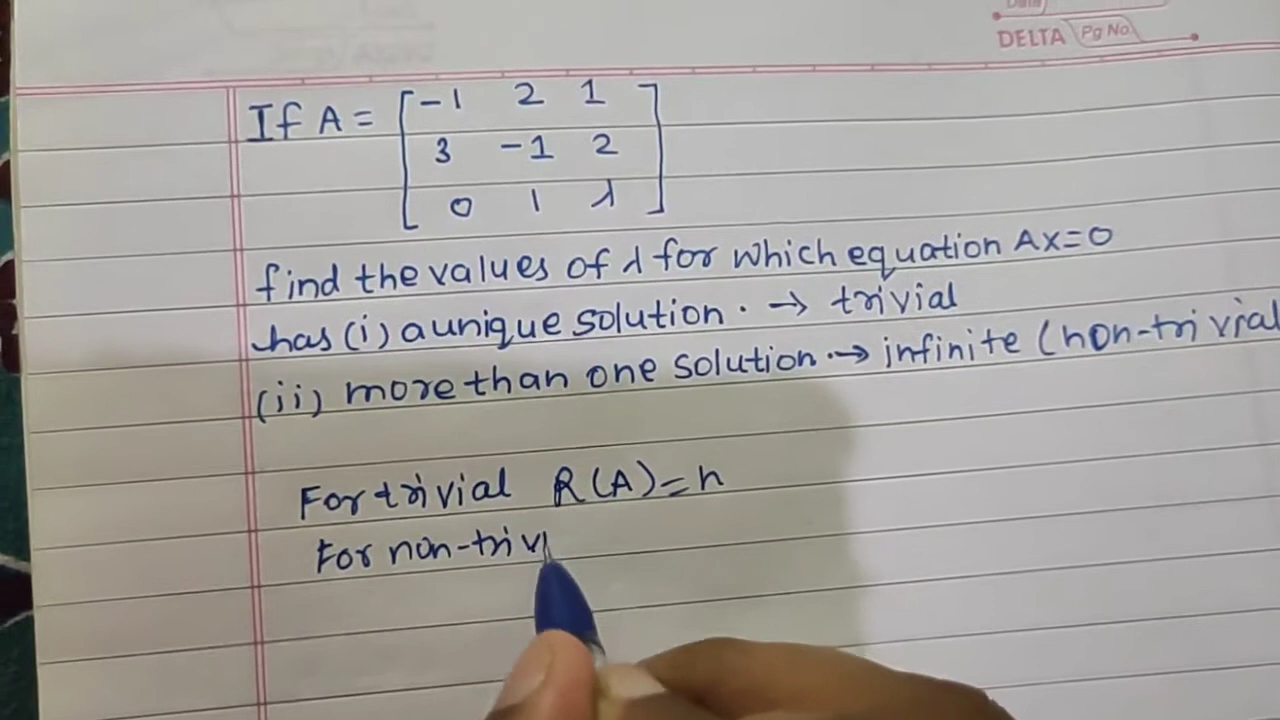 DELTA Pg No
If A = [-1 2 1
3 -1 2
0 1 λ]
find the values of λ for which equation AX=0
has (i) a unique solution. → trivial
(ii) more than one solution. → infinite (non-trivial
For trivial R(A)=n
For non-trivi